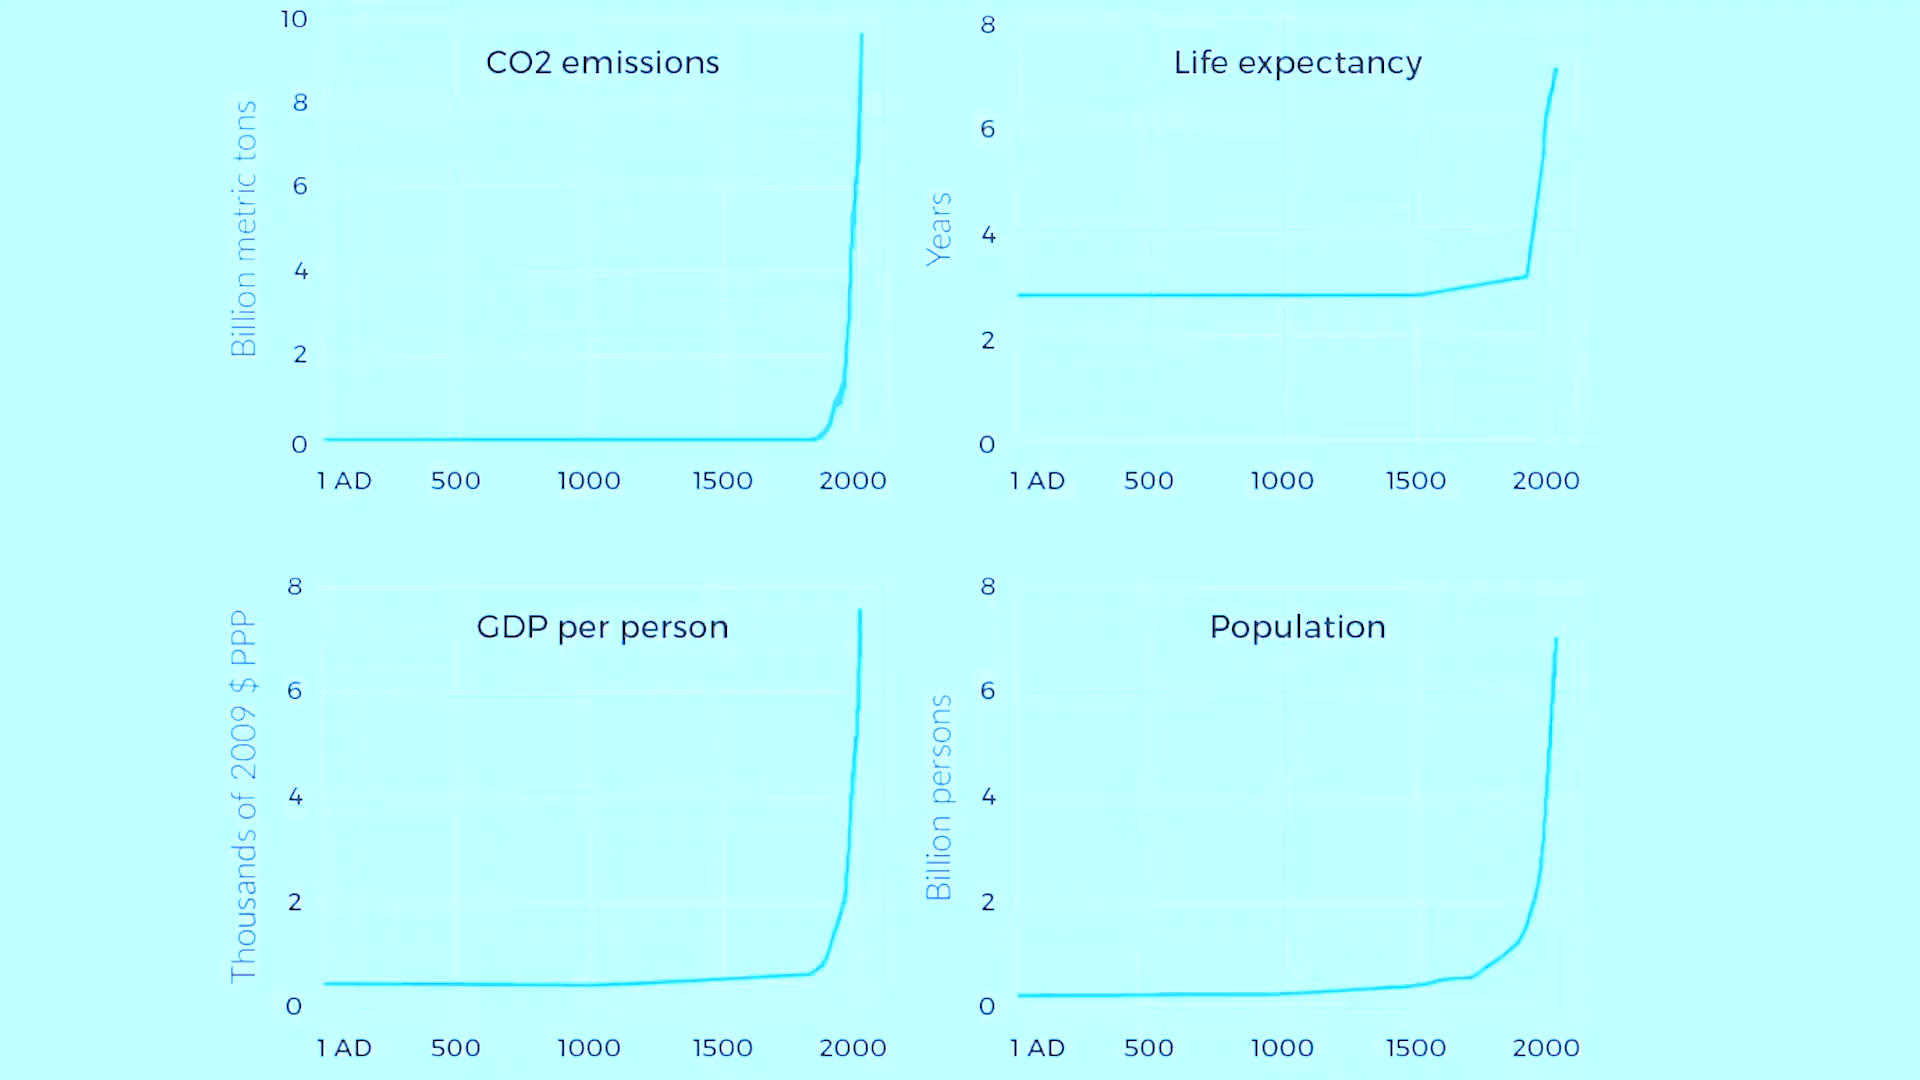 CO2 emissions
Billion metric tons
10
8
6
4
2
0
1 AD 500 1000 1500 2000
Life expectancy
Years
8
6
4
2
0
1 AD 500 1000 1500 2000
GDP per person
Thousands of 2009 $ PPP
8
6
4
2
0
1 AD 500 1000 1500 2000
Population
Billion persons
8
6
4
2
0
1 AD 500 1000 1500 2000